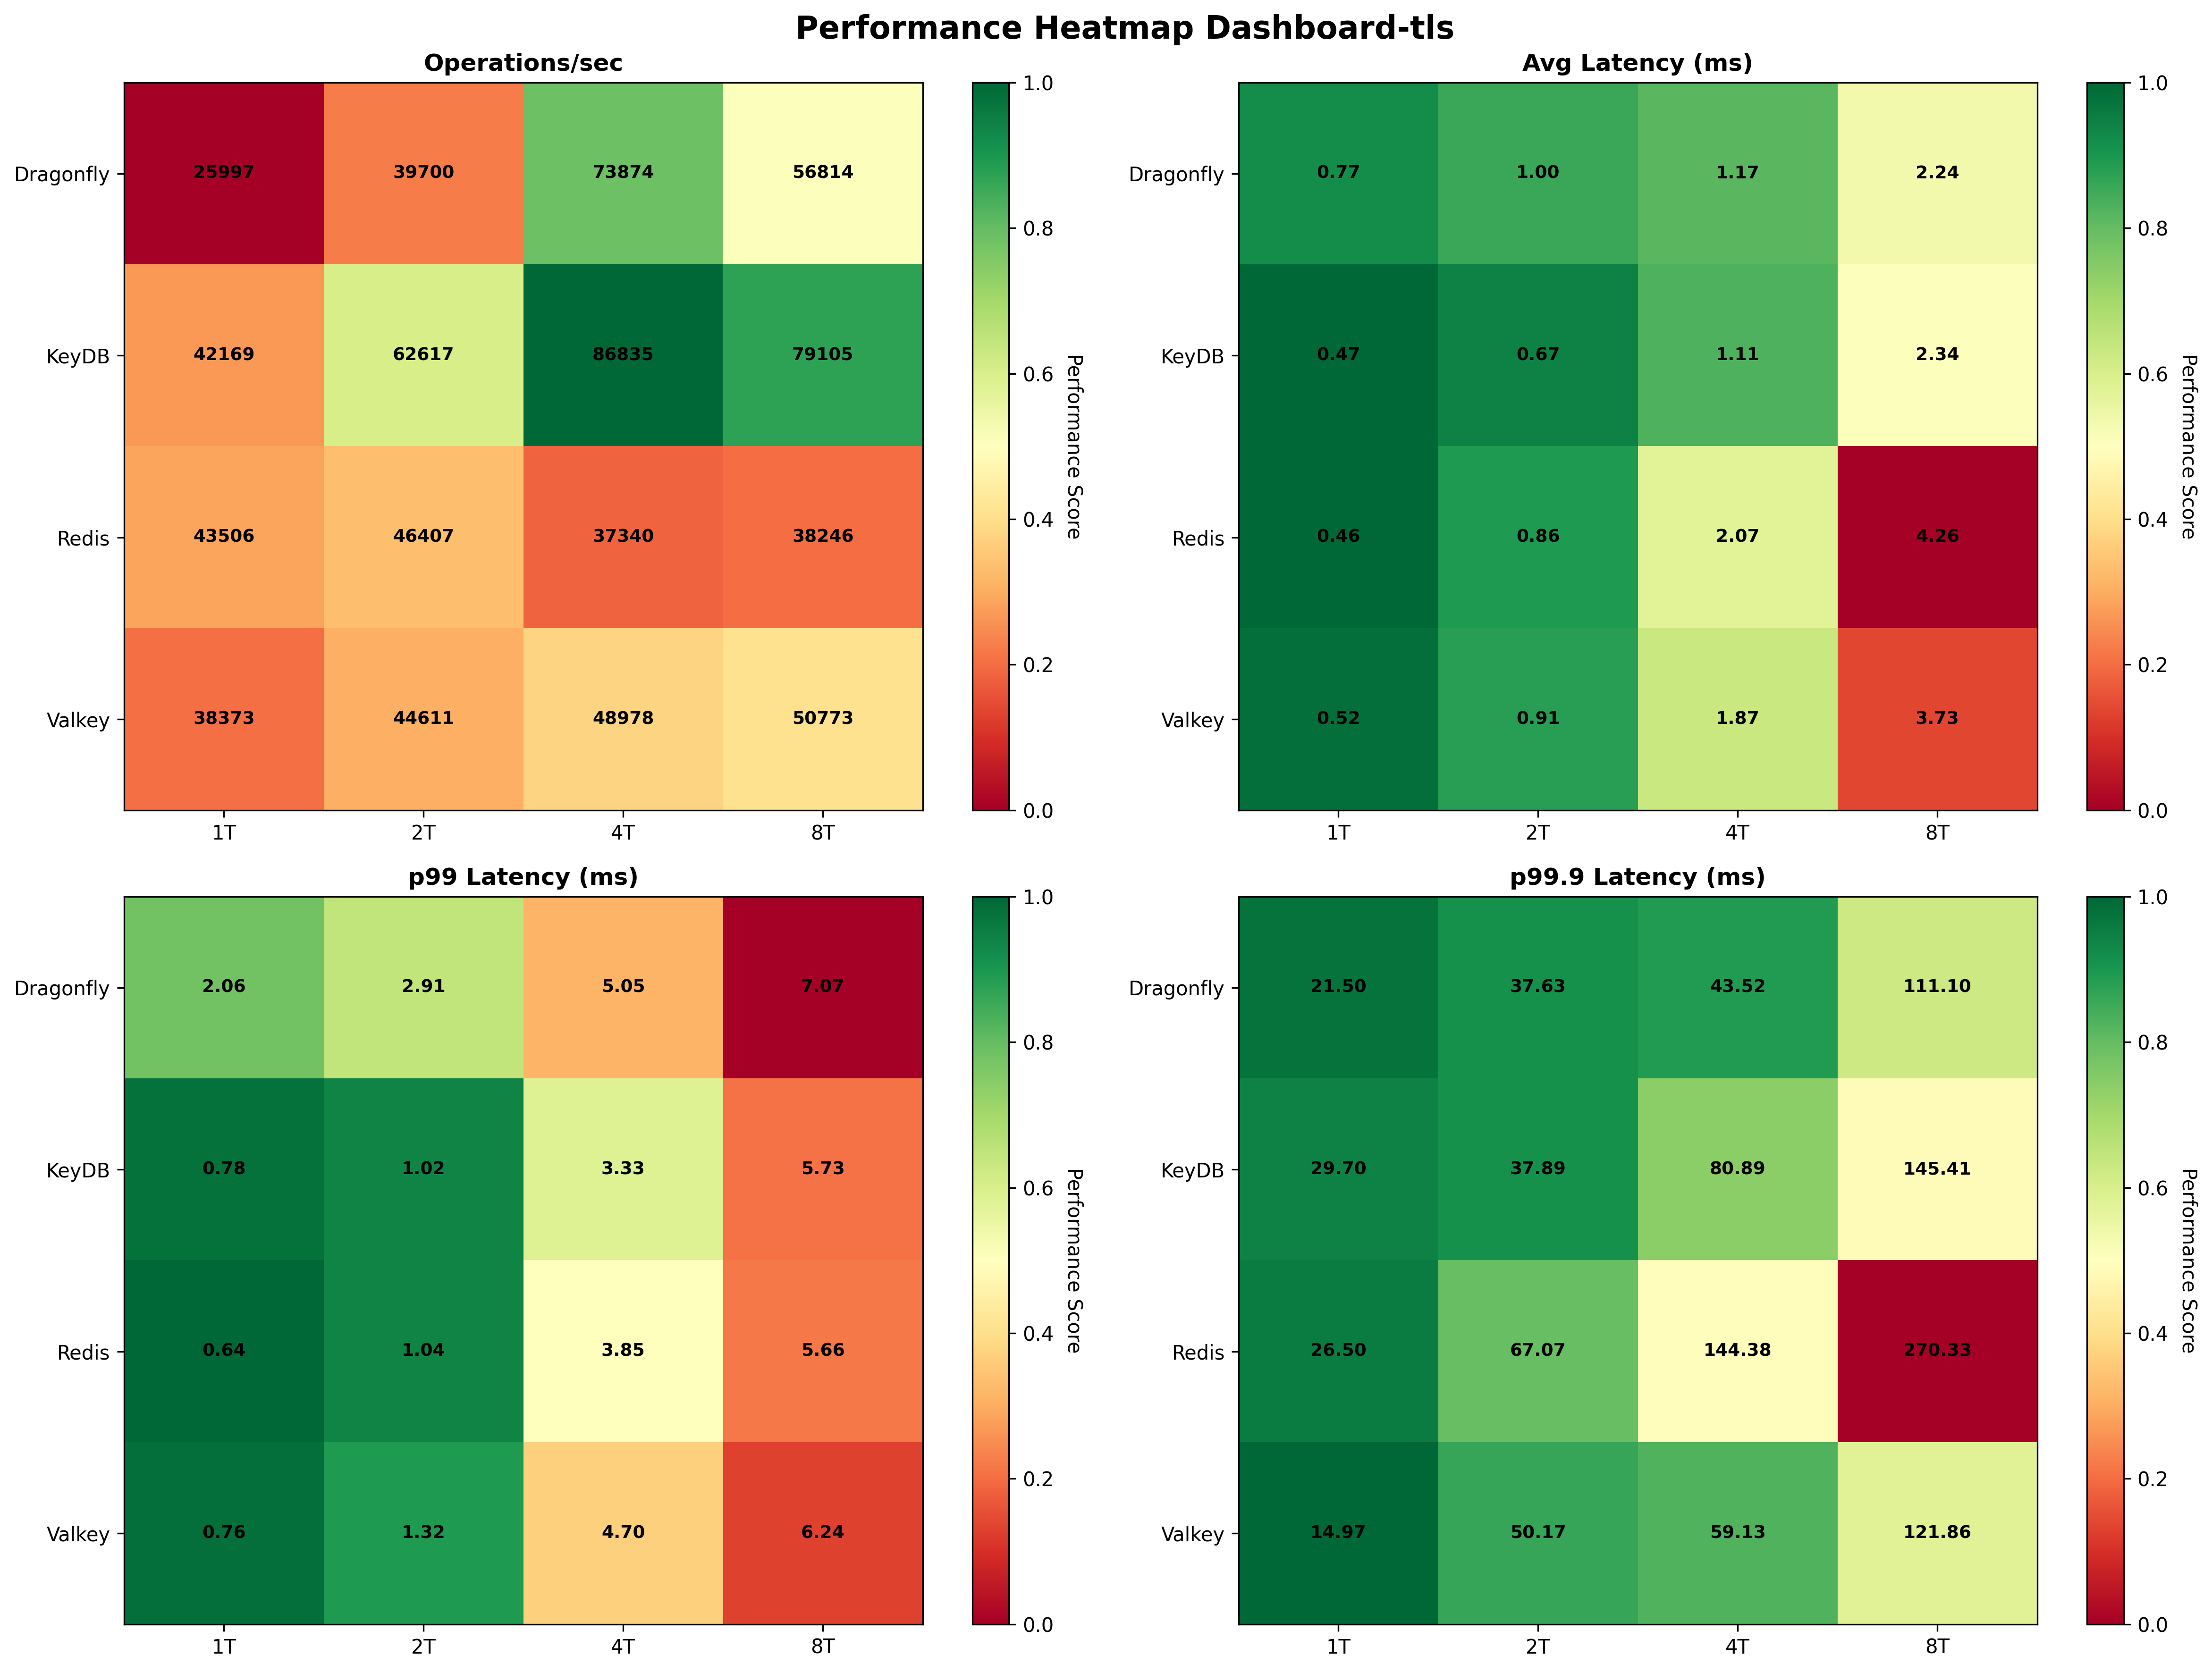 Performance Heatmap Dashboard-tls
Operations/sec
Dragonfly 25997 39700 73874 56814
KeyDB 42169 62617 86835 79105
Redis 43506 46407 37340 38246
Valkey 38373 44611 48978 50773
1T 2T 4T 8T
1.0
0.8
0.6
0.4
0.2
0.0
Performance Score
Avg Latency (ms)
Dragonfly 0.77 1.00 1.17 2.24
KeyDB 0.47 0.67 1.11 2.34
Redis 0.46 0.86 2.07 4.26
Valkey 0.52 0.91 1.87 3.73
1T 2T 4T 8T
1.0
0.8
0.6
0.4
0.2
0.0
Performance Score
p99 Latency (ms)
Dragonfly 2.06 2.91 5.05 7.07
KeyDB 0.78 1.02 3.33 5.73
Redis 0.64 1.04 3.85 5.66
Valkey 0.76 1.32 4.70 6.24
1T 2T 4T 8T
1.0
0.8
0.6
0.4
0.2
0.0
Performance Score
p99.9 Latency (ms)
Dragonfly 21.50 37.63 43.52 111.10
KeyDB 29.70 37.89 80.89 145.41
Redis 26.50 67.07 144.38 270.33
Valkey 14.97 50.17 59.13 121.86
1T 2T 4T 8T
1.0
0.8
0.6
0.4
0.2
0.0
Performance Score